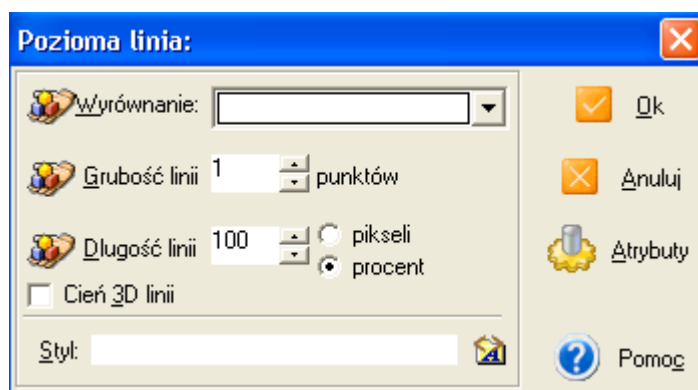 Pozioma linia:
Wyrównanie:
Ok
Grubość linii 1 punktów
Anuluj
Długość linii 100 pikseli
procent
Atrybuty
Cień 3D linii
Styl:
Pomoc